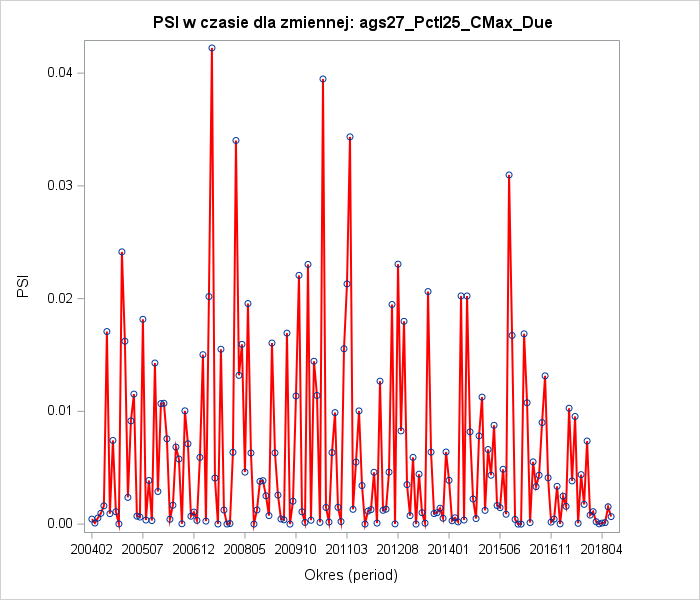 PSI w czasie dla zmiennej: ags27_Pctl25_CMax_Due
0.04
0.03
0.02
0.01
0.00
PSI
200402 200507 200612 200805 200910 201103 201208 201401 201506 201611 201804
Okres (period)